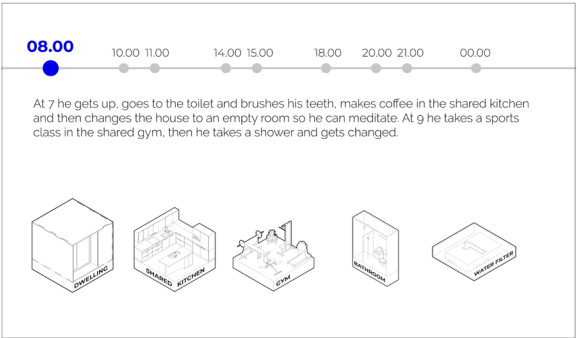 08.00
10.00 11.00 14.00 15.00 18.00 20.00 21.00 00.00
At 7 he gets up, goes to the toilet and brushes his teeth, makes coffee in the shared kitchen
and then changes the house to an empty room so he can meditate. At 9 he takes a sports
class in the shared gym, then he takes a shower and gets changed.
DWELLING
SHARED KITCHEN
GYM
BATHROOM
WATER FILTER